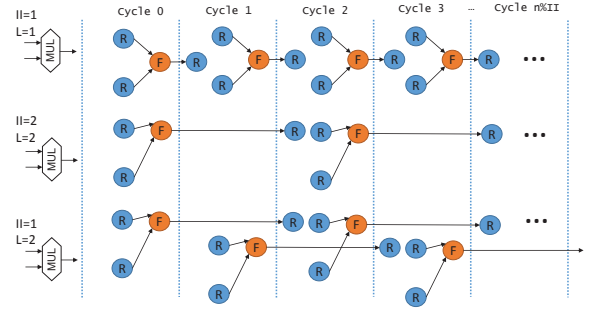 Cycle 0 Cycle 1 Cycle 2 Cycle 3 … Cycle n%II
II=1
L=1
MUL
R R R R
F R F R F R F R •••
R R R R
II=2
L=2
MUL
R F R R F R •••
R R
II=1
L=2
MUL
R F R R F R •••
R F R R F
R R
R R